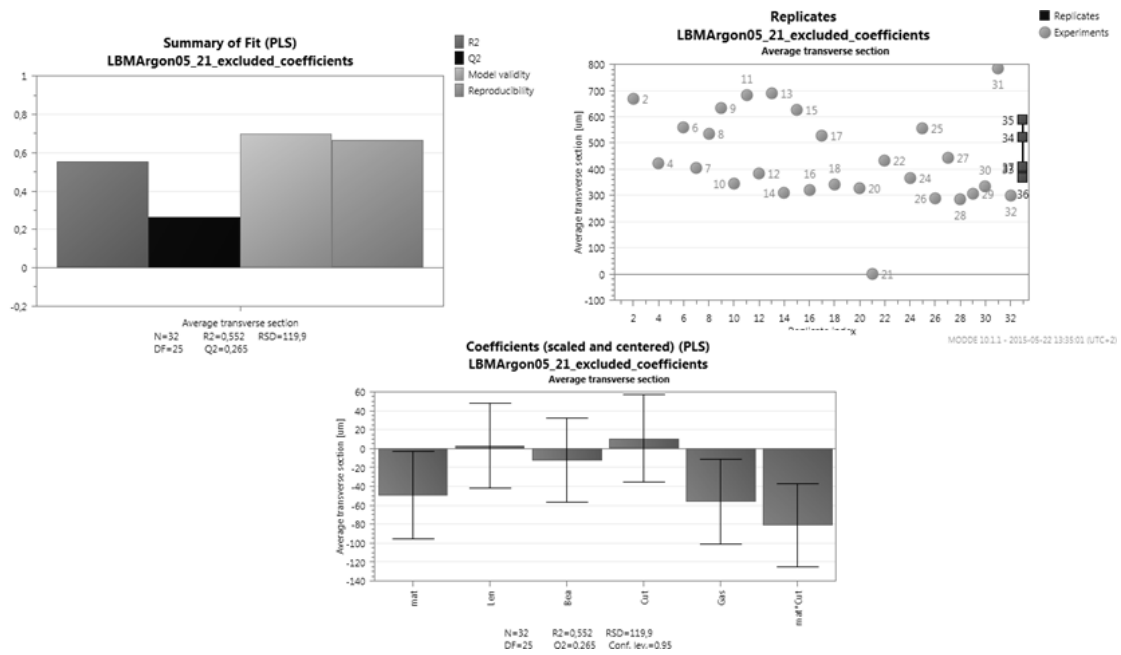 Summary of Fit (PLS)
LBMArgon05_21_excluded_coefficients
R2
Q2
Model validity
Reproducibility
1
0,8
0,6
0,4
0,2
0
-0,2
Average transverse section
N=32 R2=0,552 RSD=119,9
DF=25 Q2=0,265
Replicates
LBMArgon05_21_excluded_coefficients
Average transverse section
Replicates
Experiments
Average transverse section [um]
800
700
600
500
400
300
200
100
0
-100
2
4
6
7
8
9
10
11
12
13
14
15
16
17
18
20
21
22
24
25
26
27
28
29
30
31
32
35
34
36
2 4 6 8 10 12 14 16 18 20 22 24 26 28 30 32
Replicate index
MODDE 10.1.1 - 2015-05-22 13:35:01 (UTC+2)
Coefficients (scaled and centered) (PLS)
LBMArgon05_21_excluded_coefficients
Average transverse section
Average transverse section [um]
60
40
20
0
-20
-40
-60
-80
-100
-120
-140
mat
Len
Bea
Cut
Gas
mat*Cut
N=32 R2=0,552 RSD=119,9
DF=25 Q2=0,265 Conf. lev.=0,95